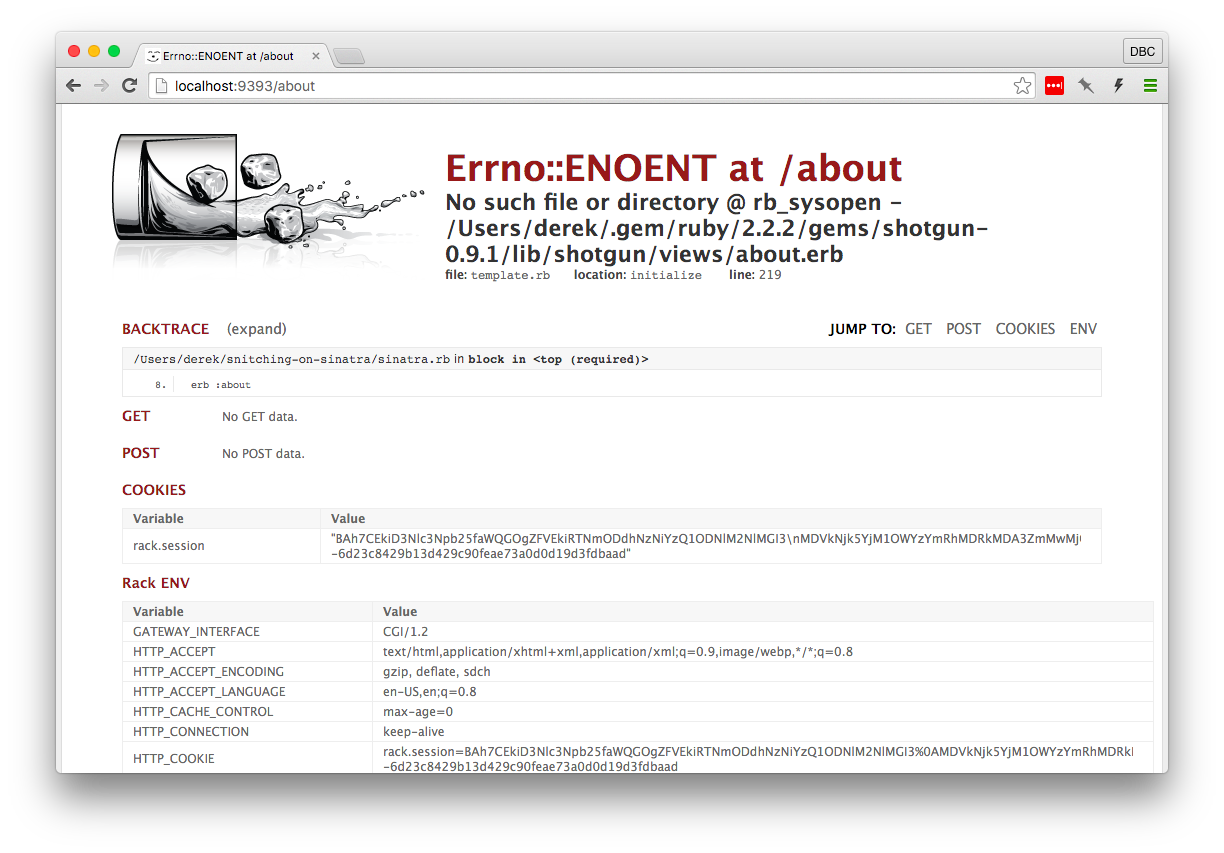 Errno::ENOENT at /about
DBC
localhost:9393/about
Errno::ENOENT at /about
No such file or directory @ rb_sysopen -
/Users/derek/.gem/ruby/2.2.2/gems/shotgun-
0.9.1/lib/shotgun/views/about.erb
file: template.rb location: initialize line: 219
BACKTRACE (expand) JUMP TO: GET POST COOKIES ENV
/Users/derek/snitching-on-sinatra/sinatra.rb in block in <top (required)>
8. erb :about
GET No GET data.
POST No POST data.
COOKIES
Variable Value
rack.session "BAh7CEkiD3Nlc3Npb25faWQGOgZFVEkiRTNmODdhNzNiYzQ1ODNlM2NlMGI3\nMDVkNjk5YjM1OWYzYmRhMDRkMDA3ZmMwMj
-6d23c8429b13d429c90feae73a0d0d19d3fdbaad"
Rack ENV
Variable Value
GATEWAY_INTERFACE CGI/1.2
HTTP_ACCEPT text/html,application/xhtml+xml,application/xml;q=0.9,image/webp,*/*;q=0.8
HTTP_ACCEPT_ENCODING gzip, deflate, sdch
HTTP_ACCEPT_LANGUAGE en-US,en;q=0.8
HTTP_CACHE_CONTROL max-age=0
HTTP_CONNECTION keep-alive
HTTP_COOKIE rack.session=BAh7CEkiD3Nlc3Npb25faWQGOgZFVEkiRTNmODdhNzNiYzQ1ODNlM2NlMGI3%0AMDVkNjk5YjM1OWYzYmRhMDRk
-6d23c8429b13d429c90feae73a0d0d19d3fdbaad